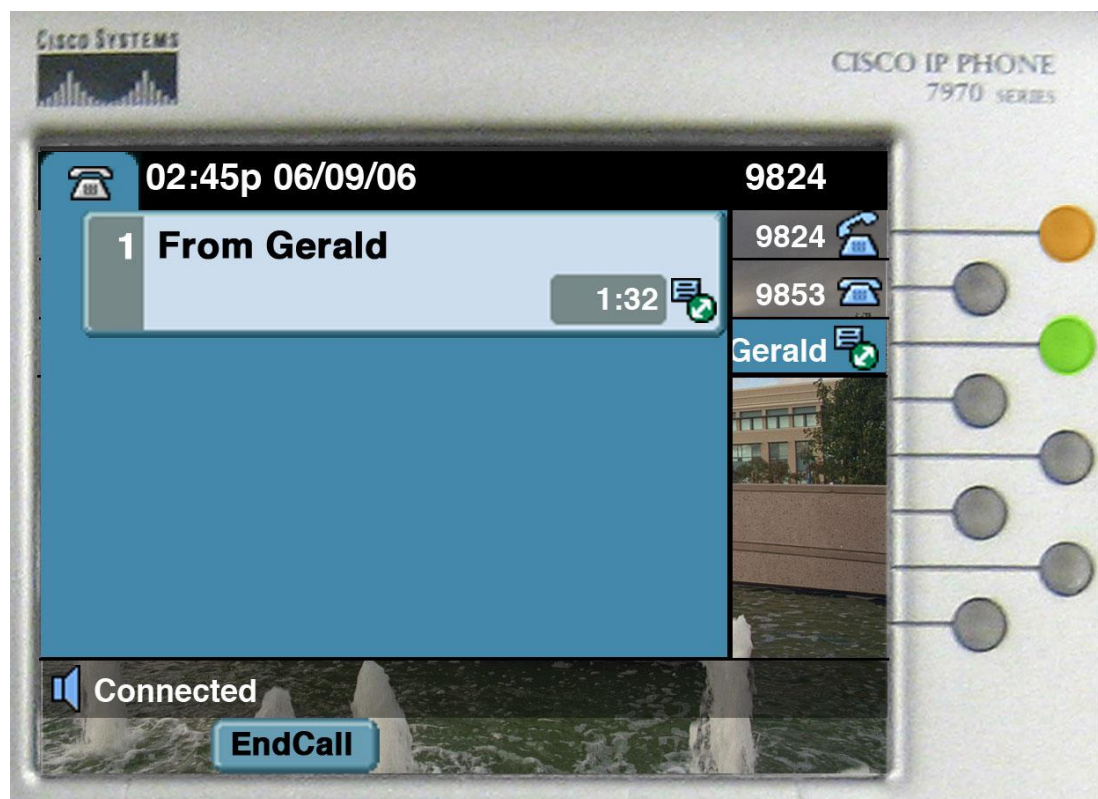 CISCO SYSTEMS
CISCO IP PHONE
7970 SERIES
02:45p 06/09/06
9824
1 From Gerald
1:32
9824
9853
Gerald
Connected
EndCall